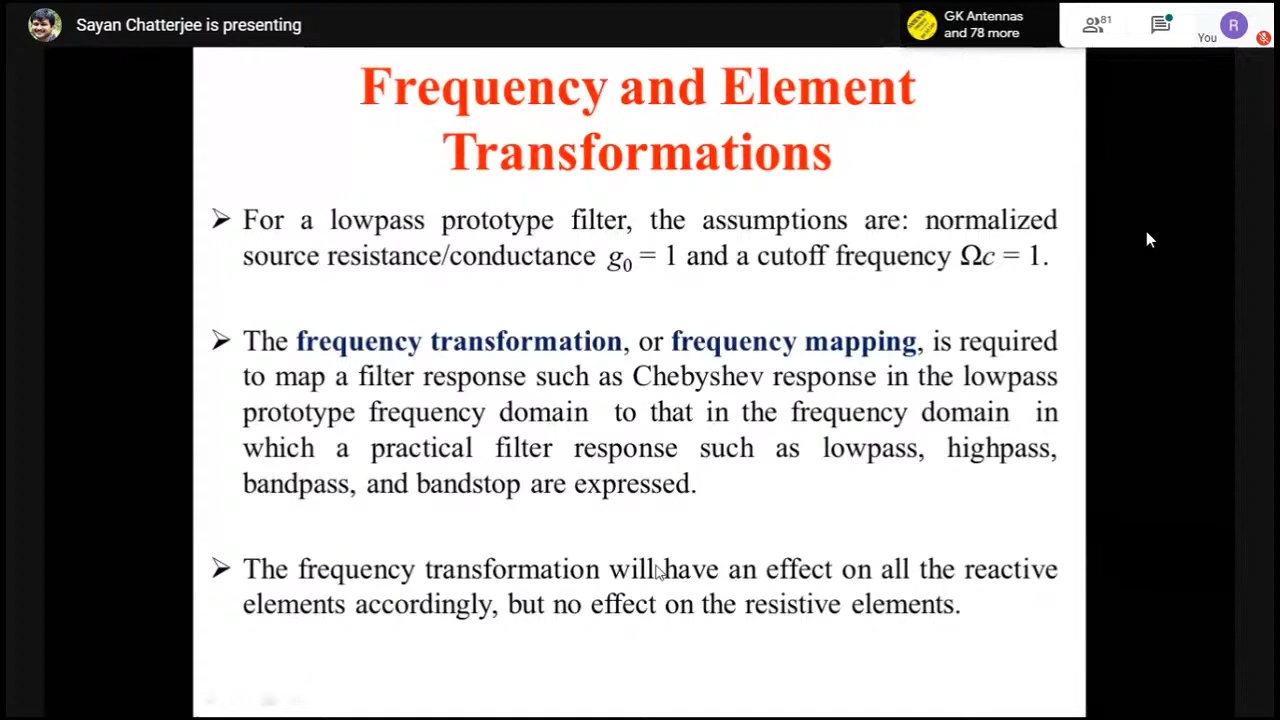 Sayan Chatterjee is presenting
GK Antennas
and 78 more
81
You
R
Frequency and Element
Transformations
➢ For a lowpass prototype filter, the assumptions are: normalized
source resistance/conductance g₀ = 1 and a cutoff frequency Ωc = 1.
➢ The frequency transformation, or frequency mapping, is required
to map a filter response such as Chebyshev response in the lowpass
prototype frequency domain to that in the frequency domain in
which a practical filter response such as lowpass, highpass,
bandpass, and bandstop are expressed.
➢ The frequency transformation will have an effect on all the reactive
elements accordingly, but no effect on the resistive elements.